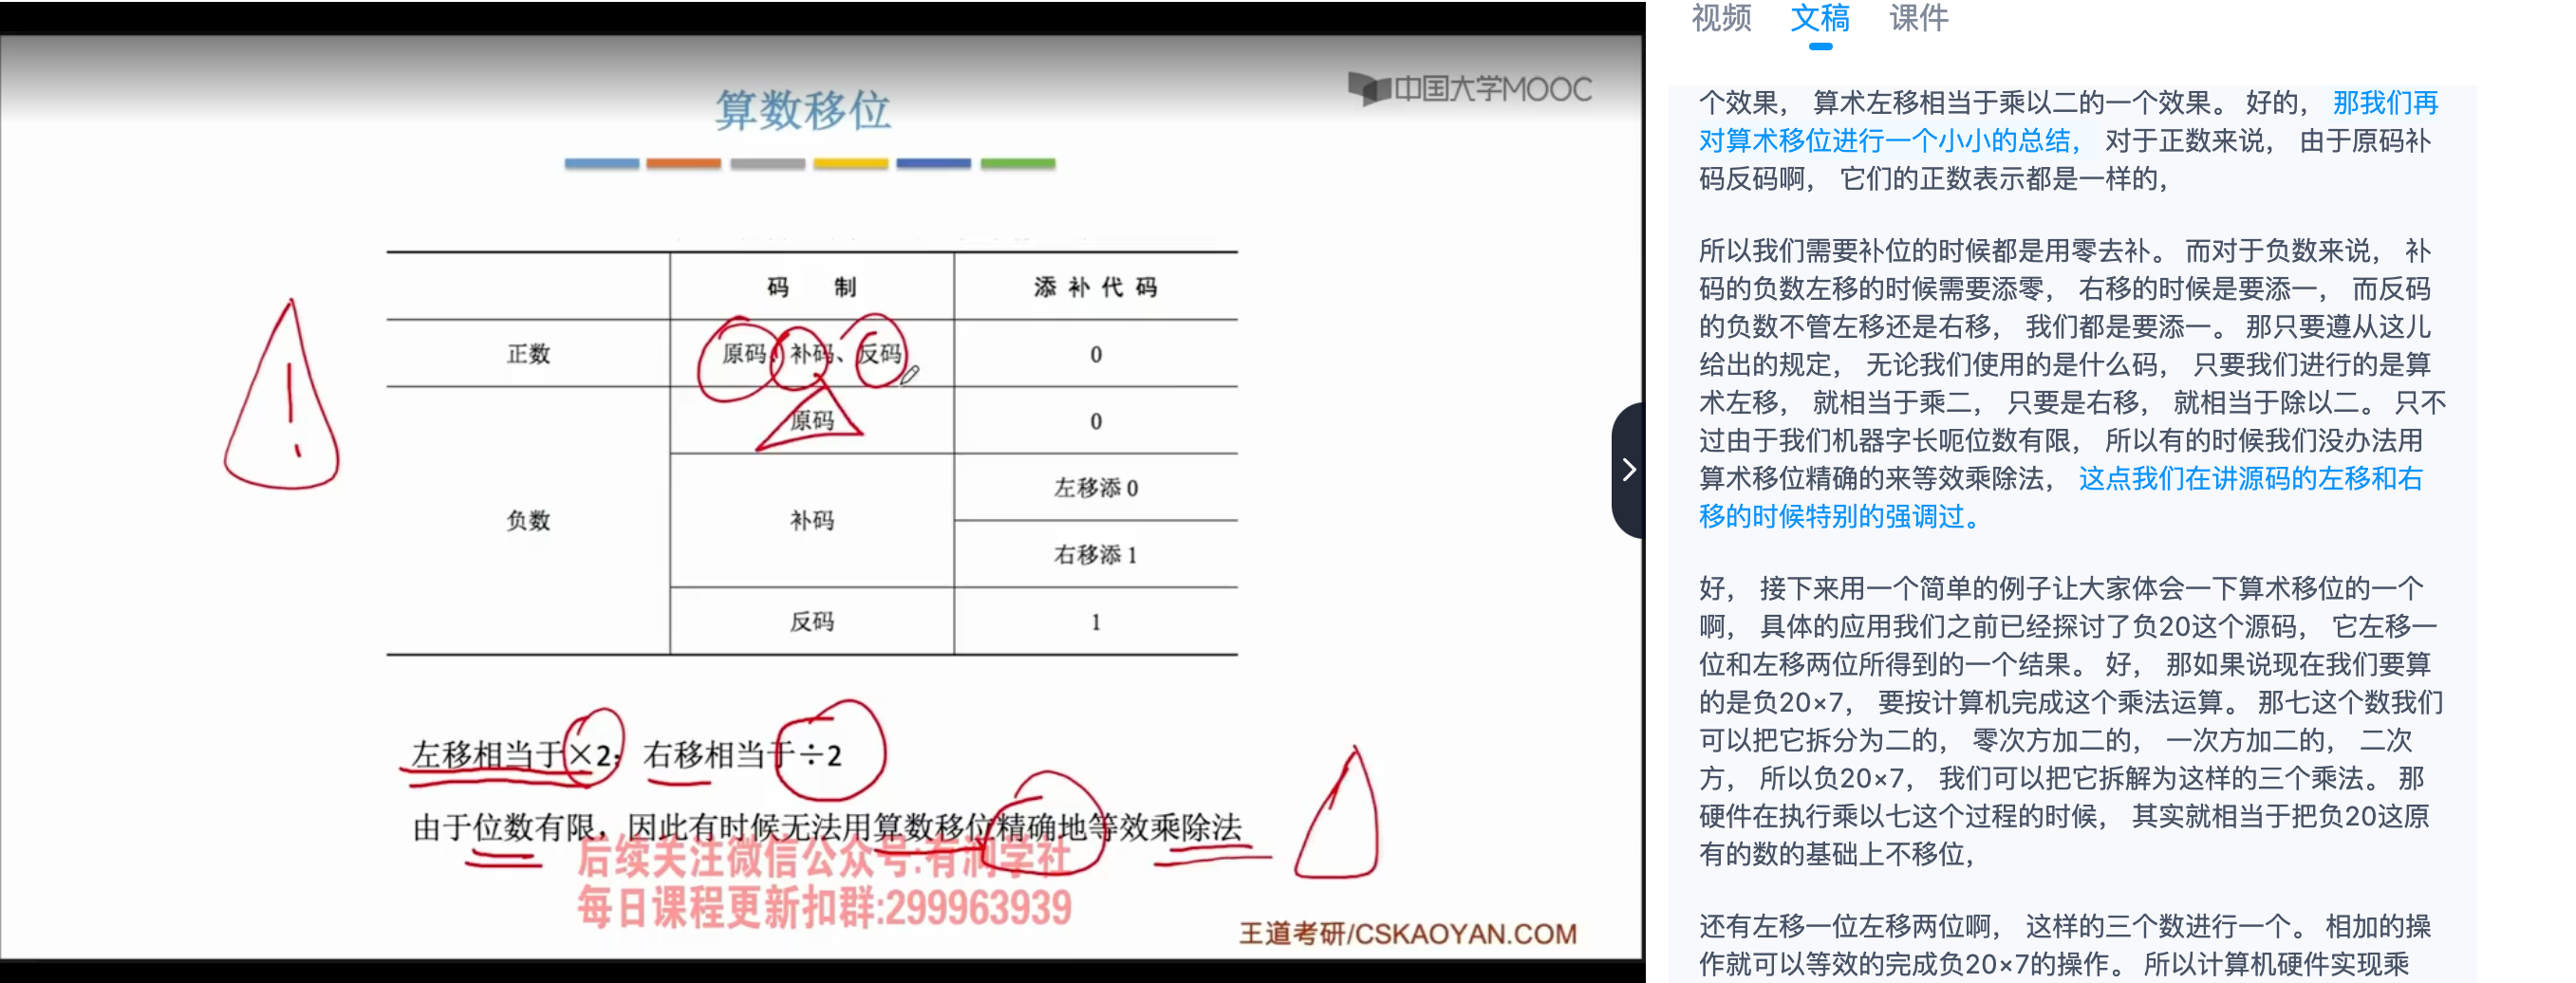 算数移位
中国大学MOOC
码 制
添 补 代 码
正数
原码、补码、反码
0
负数
原码
0
补码
左移添 0
右移添 1
反码
1
左移相当于×2；右移相当于÷2
由于位数有限，因此有时候无法用算数移位精确地等效乘除法
后续关注微信公众号:有润学社
每日课程更新扣群:299963939
王道考研/CSKAOYAN.COM
视频 文稿 课件
个效果， 算术左移相当于乘以二的一个效果。 好的， 那我们再
对算术移位进行一个小小的总结， 对于正数来说， 由于原码补
码反码啊， 它们的正数表示都是一样的，
所以我们需要补位的时候都是用零去补。 而对于负数来说， 补
码的负数左移的时候需要添零， 右移的时候是要添一， 而反码
的负数不管左移还是右移， 我们都是要添一。 那只要遵从这儿
给出的规定， 无论我们使用的是什么码， 只要我们进行的是算
术左移， 就相当于乘二， 只要是右移， 就相当于除以二。 只不
过由于我们机器字长呃位数有限， 所以有的时候我们没办法用
算术移位精确的来等效乘除法， 这点我们在讲源码的左移和右
移的时候特别的强调过。
好， 接下来用一个简单的例子让大家体会一下算术移位的一个
啊， 具体的应用我们之前已经探讨了负20这个源码， 它左移一
位和左移两位所得到的一个结果。 好， 那如果说现在我们要算
的是负20×7， 要按计算机完成这个乘法运算。 那七这个数我们
可以把它拆分为二的， 零次方加二的， 一次方加二的， 二次
方， 所以负20×7， 我们可以把它拆解为这样的三个乘法。 那
硬件在执行乘以七这个过程的时候， 其实就相当于把负20这原
有的数的基础上不移位，
还有左移一位左移两位啊， 这样的三个数进行一个。 相加的操
作就可以等效的完成负20×7的操作。 所以计算机硬件实现乘